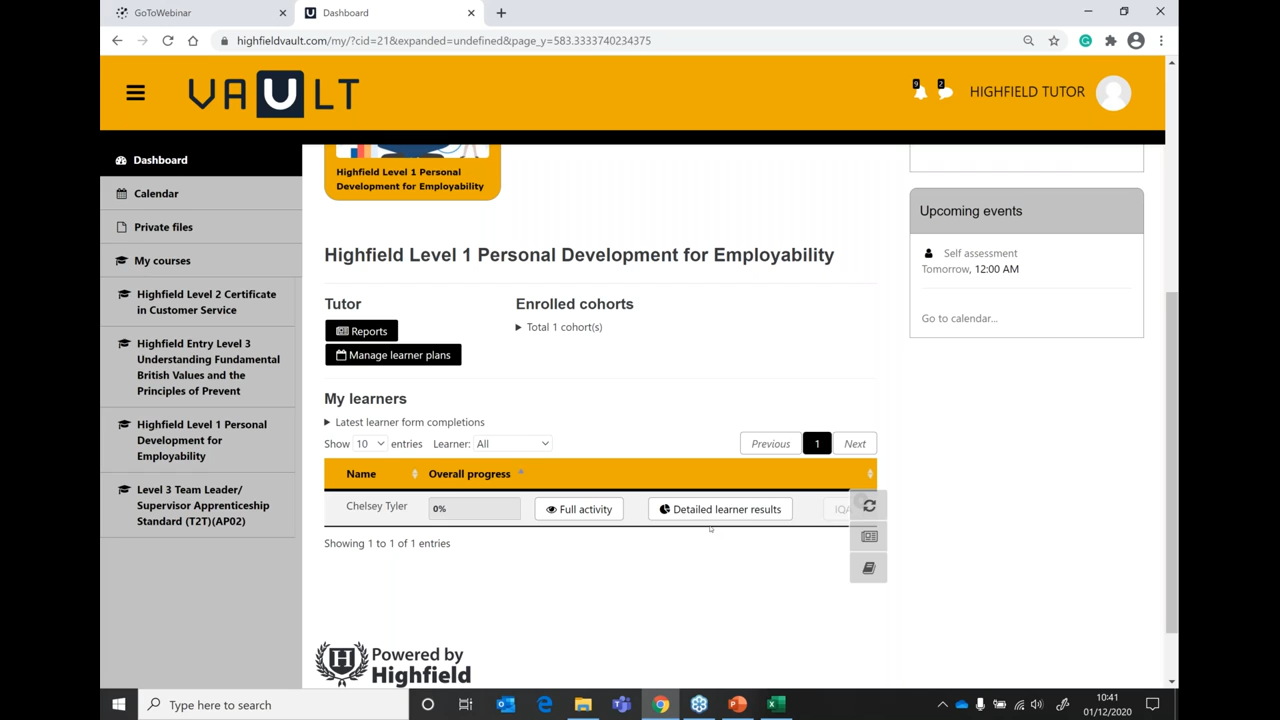 GoToWebinar
Dashboard
highfieldvault.com/my/?cid=21&expanded=undefined&page_y=583.3333740234375
VAULT
9
2
HIGHFIELD TUTOR
Dashboard
Calendar
Private files
My courses
Highfield Level 2 Certificate
in Customer Service
Highfield Entry Level 3
Understanding Fundamental
British Values and the
Principles of Prevent
Highfield Level 1 Personal
Development for
Employability
Level 3 Team Leader/
Supervisor Apprenticeship
Standard (T2T)(AP02)
Highfield Level 1 Personal
Development for Employability
Highfield Level 1 Personal Development for Employability
Tutor
Enrolled cohorts
Reports
Total 1 cohort(s)
Manage learner plans
My learners
Latest learner form completions
Show 10 entries Learner: All
Previous 1 Next
Name Overall progress
Chelsey Tyler 0% Full activity Detailed learner results IQA
Showing 1 to 1 of 1 entries
H Powered by
Highfield
Upcoming events
Self assessment
Tomorrow, 12:00 AM
Go to calendar...
Type here to search
10:41
01/12/2020